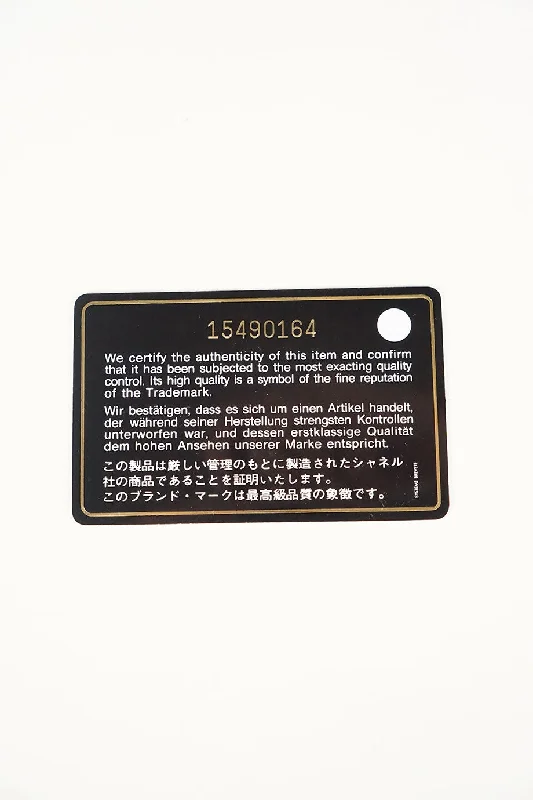 15490164
We certify the authenticity of this item and confirm
that it has been subjected to the most exacting quality
control. Its high quality is a symbol of the fine reputation
of the Trademark.
Wir bestätigen, dass es sich um einen Artikel handelt,
der während seiner Herstellung strengsten Kontrollen
unterworfen war, und dessen erstklassige Qualität
dem hohen Ansehen unserer Marke entspricht.
この製品は厳しい管理のもとに製造されたシャネル
社の商品であることを証明いたします。
このブランド・マークは最高級品質の象徴です。